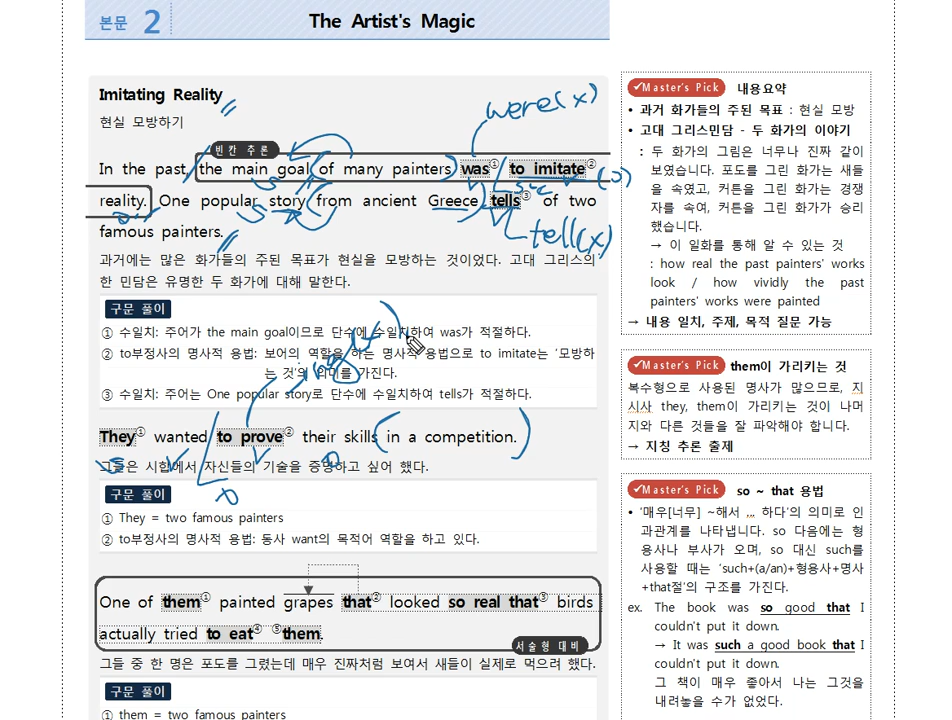 본문 2
The Artist's Magic
Imitating Reality
현실 모방하기
were(x)
빈칸 추론
In the past, the main goal of many painters was① to imitate②
S
V
S·C
(o)
reality. One popular story from ancient Greece tells③ of two
S
V
famous painters.
tell(x)
과거에는 많은 화가들의 주된 목표가 현실을 모방하는 것이었다. 고대 그리스의
한 민담은 유명한 두 화가에 대해 말한다.
구문 풀이
① 수일치: 주어가 the main goal이므로 단수에 수일치하여 was가 적절하다.
② to부정사의 명사적 용법: 보어의 역할을 하는 명사적 용법으로 to imitate는 '모방하
는 것'의 의미를 가진다.
③ 수일치: 주어는 One popular story로 단수에 수일치하여 tells가 적절하다.
They① wanted to prove② their skills in a competition.
S
V
O
V
O
그들은 시합에서 자신들의 기술을 증명하고 싶어 했다.
구문 풀이
① They = two famous painters
② to부정사의 명사적 용법: 동사 want의 목적어 역할을 하고 있다.
One of them① painted grapes that② looked so real that③ birds
actually tried to eat④ ⑤them.
서술형 대비
그들 중 한 명은 포도를 그렸는데 매우 진짜처럼 보여서 새들이 실제로 먹으려 했다.
구문 풀이
① them = two famous painters
✓Master's Pick 내용요약
• 과거 화가들의 주된 목표 : 현실 모방
• 고대 그리스민담 - 두 화가의 이야기
: 두 화가의 그림은 너무나 진짜 같이
보였습니다. 포도를 그린 화가는 새들
을 속였고, 커튼을 그린 화가는 경쟁
자를 속여, 커튼을 그린 화가가 승리
했습니다.
→ 이 일화를 통해 알 수 있는 것
: how real the past painters' works
look / how vividly the past
painters' works were painted
→ 내용 일치, 주제, 목적 질문 가능
✓Master's Pick them이 가리키는 것
복수형으로 사용된 명사가 많으므로, 지
시사 they, them이 가리키는 것이 나머
지와 다른 것들을 잘 파악해야 합니다.
→ 지칭 추론 출제
✓Master's Pick so ~ that 용법
• '매우[너무] ~해서 … 하다'의 의미로 인
과관계를 나타냅니다. so 다음에는 형
용사나 부사가 오며, so 대신 such를
사용할 때는 'such+(a/an)+형용사+명사
+that절'의 구조를 가진다.
ex. The book was so good that I
couldn't put it down.
→ It was such a good book that I
couldn't put it down.
그 책이 매우 좋아서 나는 그것을
내려놓을 수가 없었다.